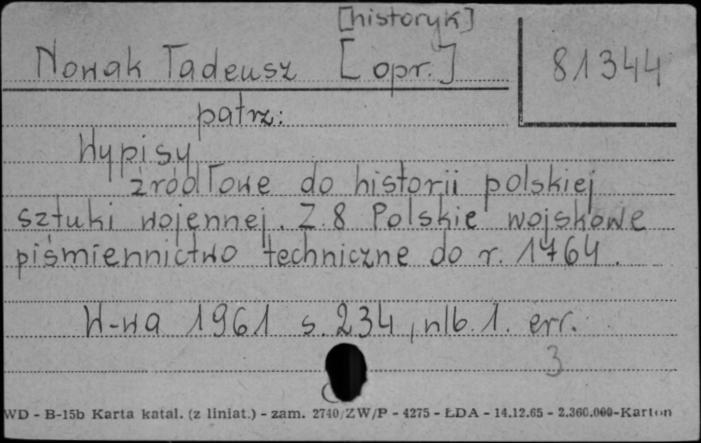 [historyk]
Nowak Tadeusz [opr.]
81344
patrz:
Wypisy
źródłowe do historii polskiej
sztuki wojennej. Z.8 Polskie wojskowe
piśmiennictwo techniczne do r. 1764.
W-wa 1961 s. 234, nlb. 1. err.
3
WD - B-15b Karta katal. (z liniat.) - zam. 2740/ZW/P - 4275 - ŁDA - 14.12.65 - 2.360.000-Karton